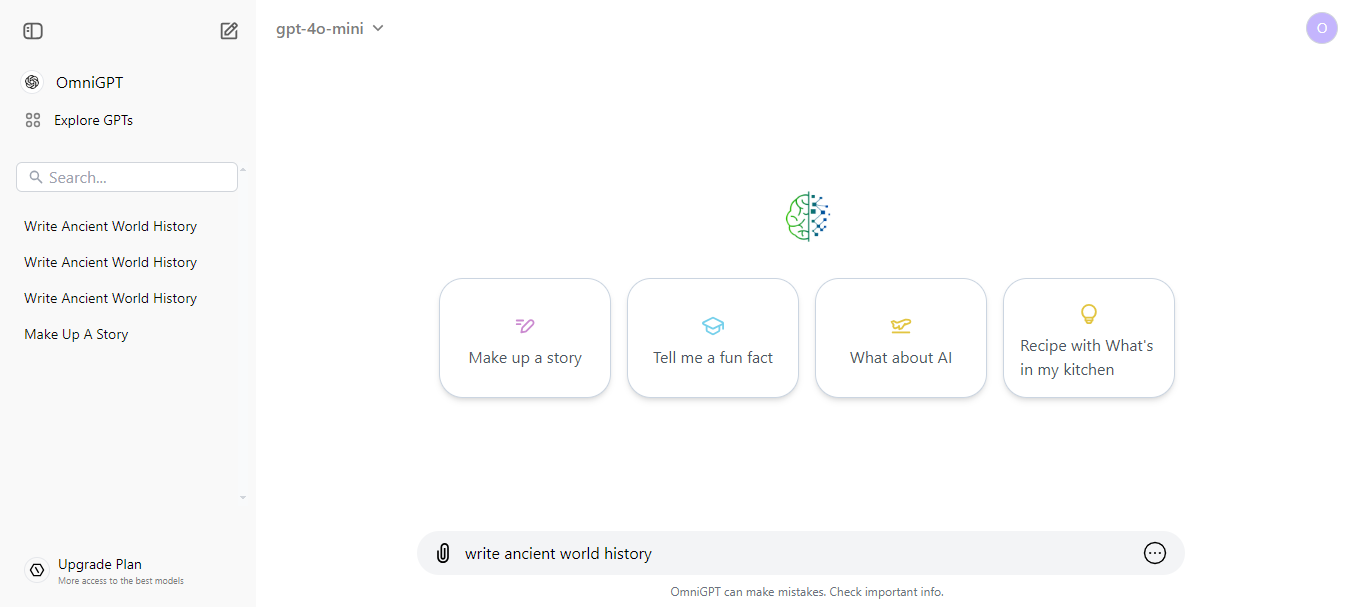 gpt-4o-mini
O
OmniGPT
Explore GPTs
Search...
Write Ancient World History
Write Ancient World History
Write Ancient World History
Make Up A Story
Make up a story
Tell me a fun fact
What about AI
Recipe with What's
in my kitchen
write ancient world history
Upgrade Plan
More access to the best models
OmniGPT can make mistakes. Check important info.